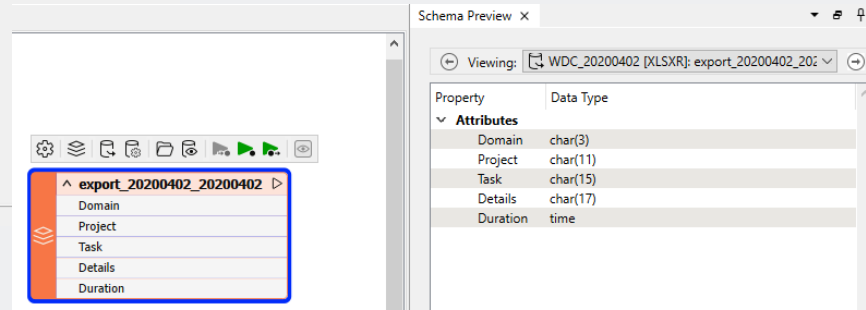 Schema Preview
Viewing: WDC_20200402 [XLSXR]: export_20200402_202
Property Data Type
Attributes
Domain char(3)
Project char(11)
Task char(15)
Details char(17)
Duration time
export_20200402_20200402
Domain
Project
Task
Details
Duration